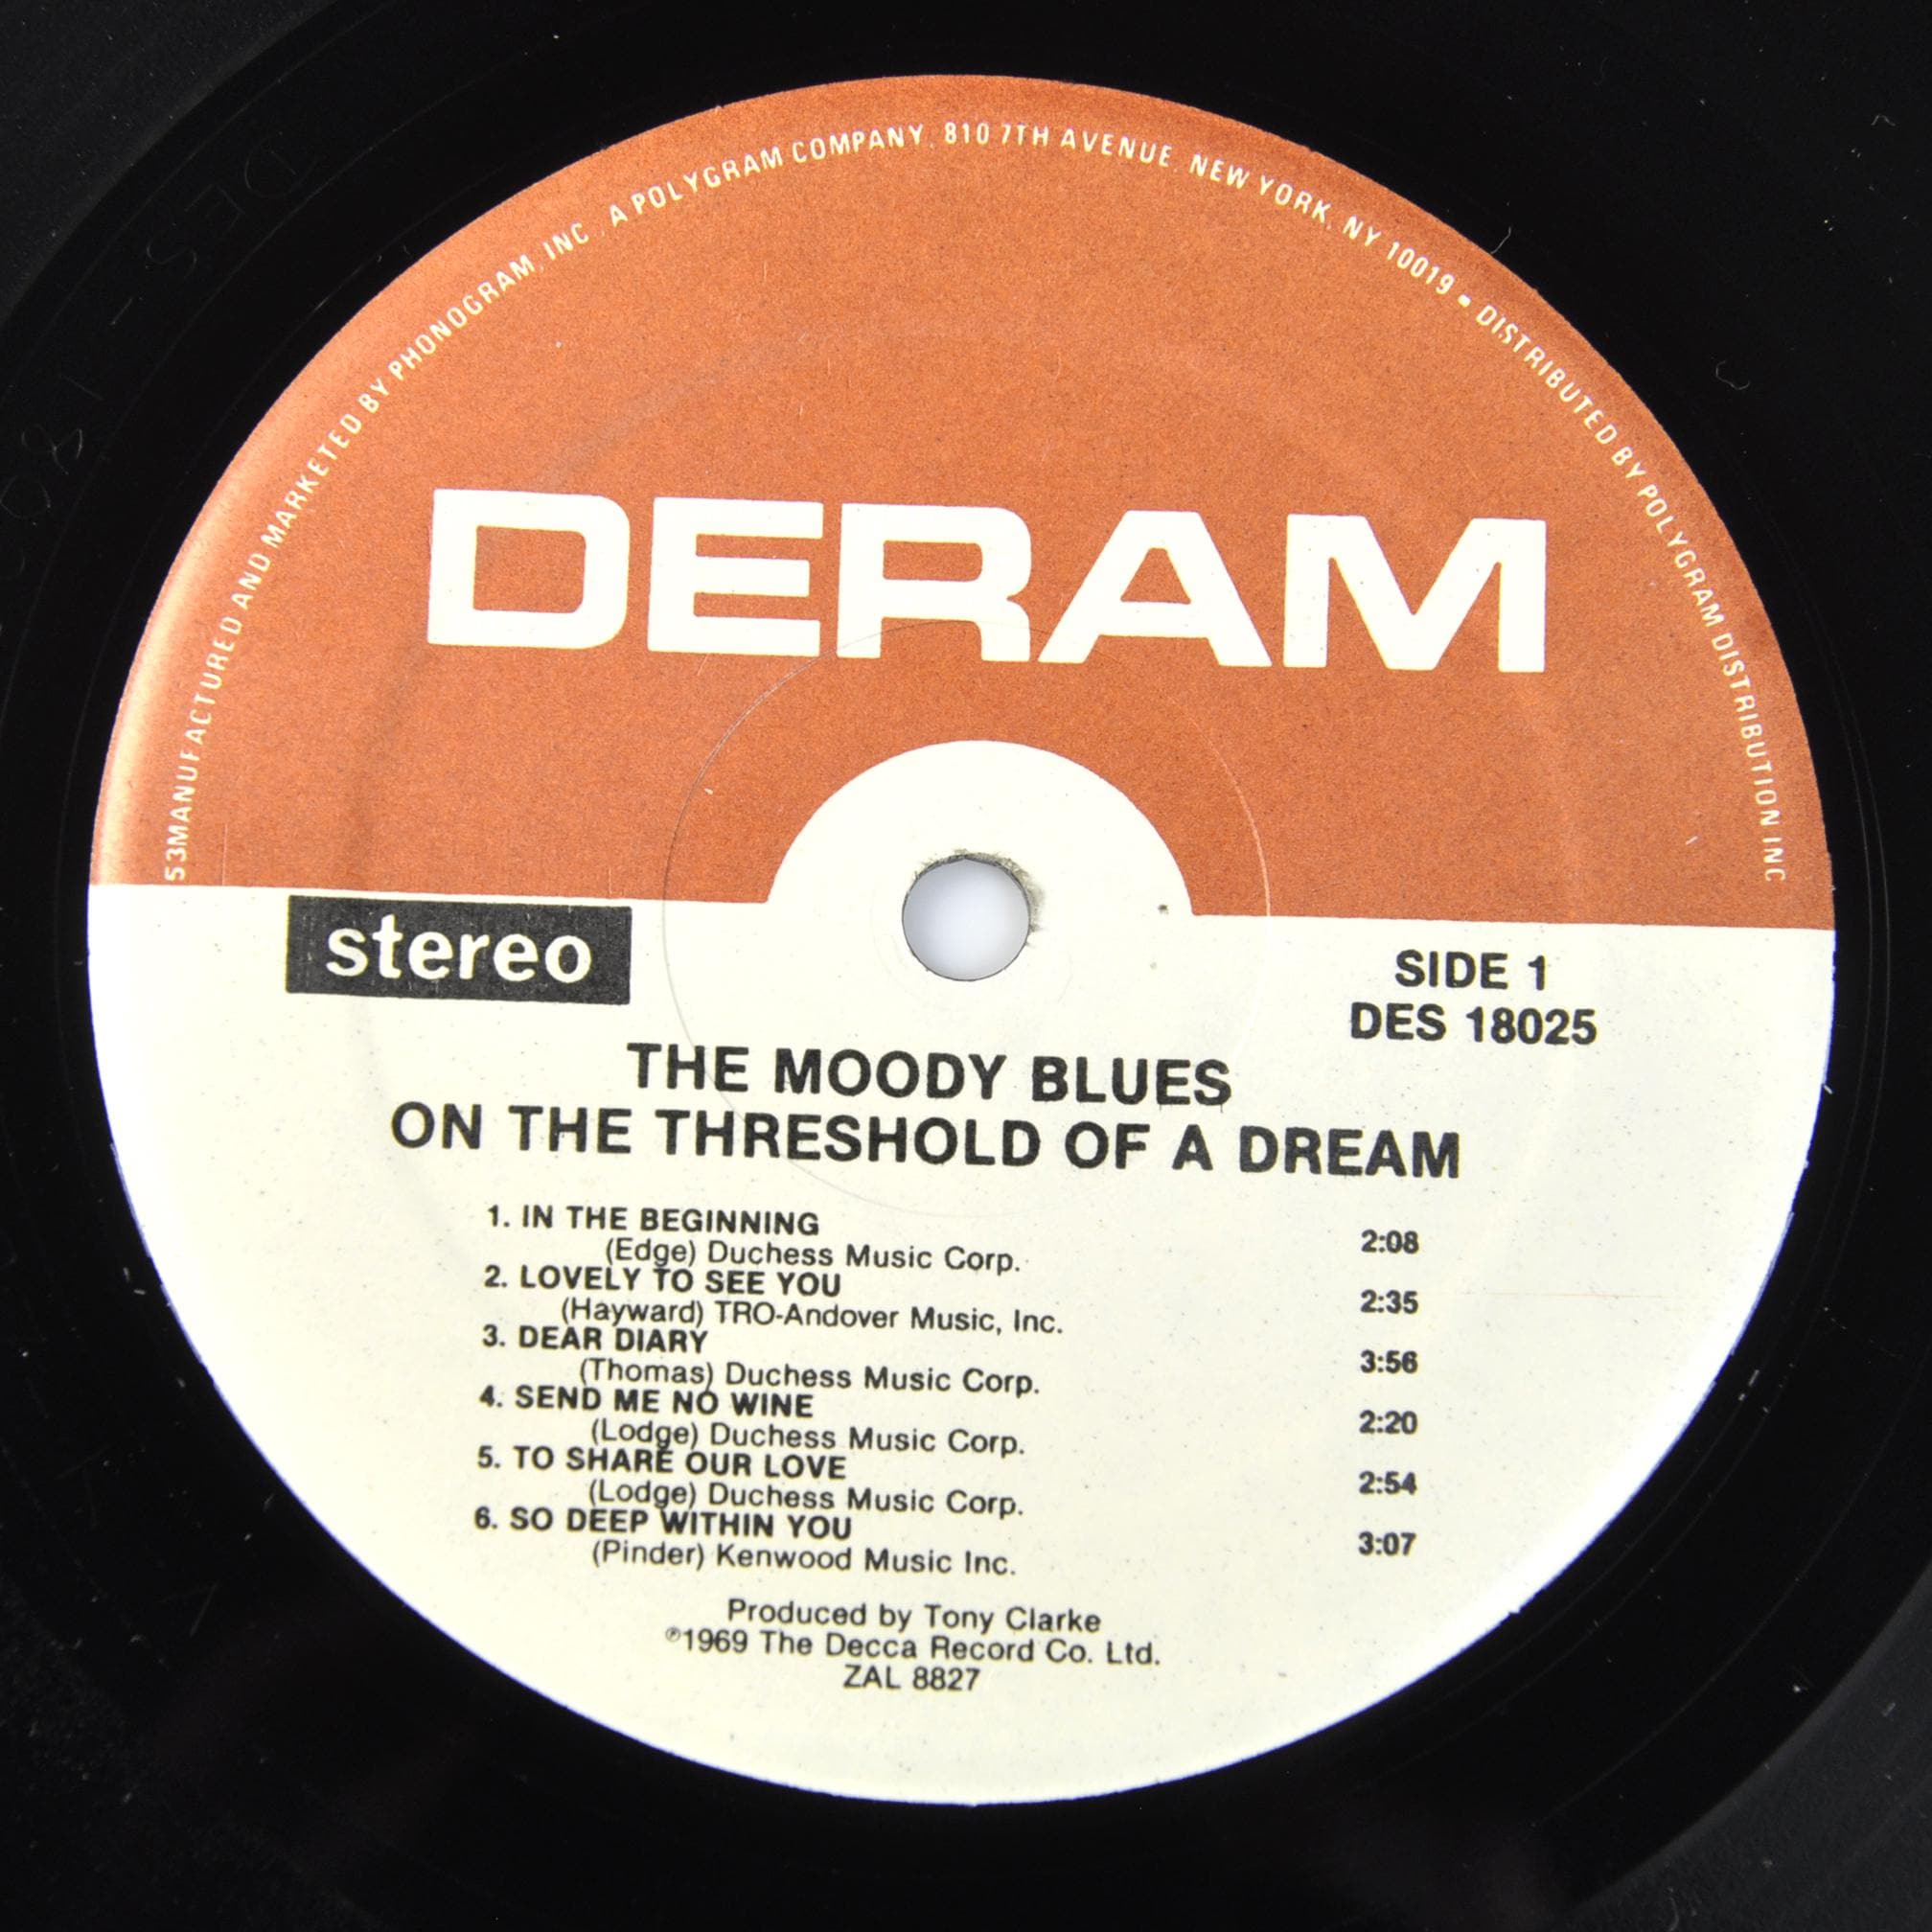 53MANUFACTURED AND MARKETED BY PHONOGRAM, INC., A POLYGRAM COMPANY, 810 7TH AVENUE, NEW YORK, NY 10019 • DISTRIBUTED BY POLYGRAM DISTRIBUTION INC
DERAM
stereo
SIDE 1
DES 18025
THE MOODY BLUES
ON THE THRESHOLD OF A DREAM
1. IN THE BEGINNING
(Edge) Duchess Music Corp. 2:08
2. LOVELY TO SEE YOU
(Hayward) TRO-Andover Music, Inc. 2:35
3. DEAR DIARY
(Thomas) Duchess Music Corp. 3:56
4. SEND ME NO WINE
(Lodge) Duchess Music Corp. 2:20
5. TO SHARE OUR LOVE
(Lodge) Duchess Music Corp. 2:54
6. SO DEEP WITHIN YOU
(Pinder) Kenwood Music Inc. 3:07
Produced by Tony Clarke
℗1969 The Decca Record Co. Ltd.
ZAL 8827